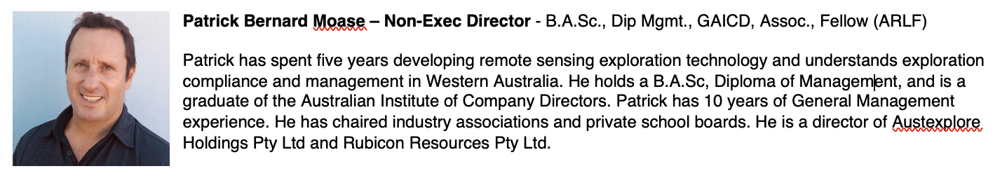 Patrick Bernard Moase – Non-Exec Director - B.A.Sc., Dip Mgmt., GAICD, Assoc., Fellow (ARLF)
Patrick has spent five years developing remote sensing exploration technology and understands exploration
compliance and management in Western Australia. He holds a B.A.Sc, Diploma of Management, and is a
graduate of the Australian Institute of Company Directors. Patrick has 10 years of General Management
experience. He has chaired industry associations and private school boards. He is a director of Austexplore
Holdings Pty Ltd and Rubicon Resources Pty Ltd.